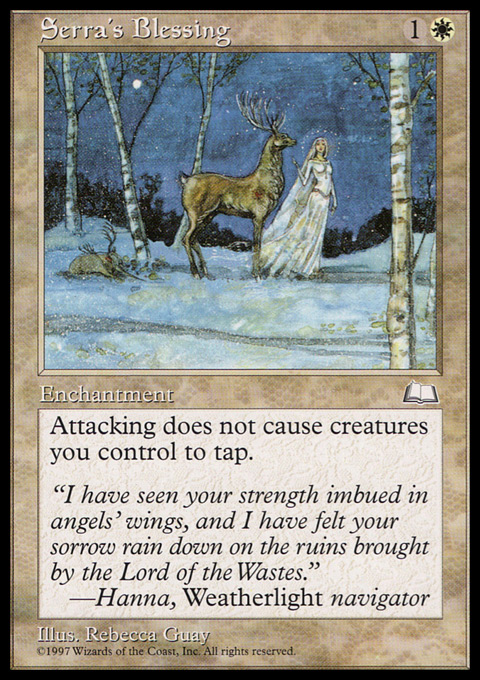 Serra's Blessing 1
Enchantment
Attacking does not cause creatures
you control to tap.
“I have seen your strength imbued in
angels’ wings, and I have felt your
sorrow rain down on the ruins brought
by the Lord of the Wastes.”
—Hanna, Weatherlight navigator
Illus. Rebecca Guay
©1997 Wizards of the Coast, Inc. All rights reserved.